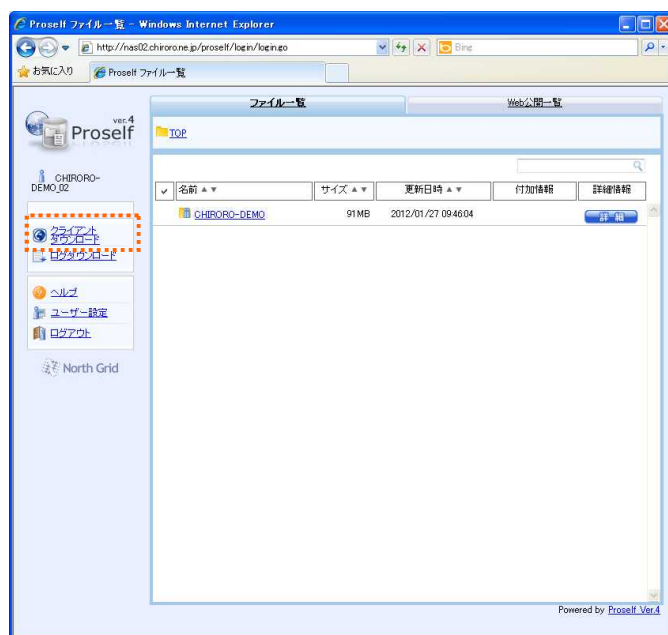 Proself ファイル一覧 - Windows Internet Explorer
http://nas02.chiroro.ne.jp/proself/login/login.go
Bing
お気に入り
Proself ファイル一覧
ファイル一覧
Web公開一覧
ver.4
Proself
TOP
CHIRORO-
DEMO_02
名前 ▲ ▼
サイズ ▲ ▼
更新日時 ▲ ▼
付加情報
詳細情報
CHIRORO-DEMO
91 MB
2012/01/27 09:46:04
詳 細
クライアント
ダウンロード
ログダウンロード
ヘルプ
ユーザー設定
ログアウト
North Grid
Powered by Proself Ver.4